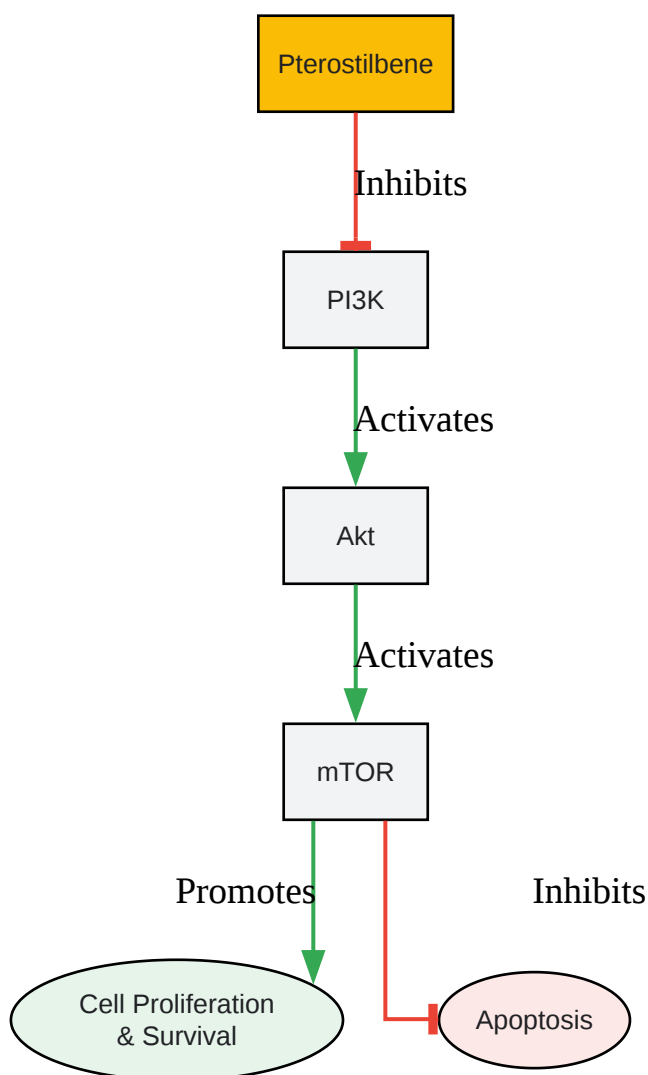 Pterostilbene
Inhibits
PI3K
Activates
Akt
Activates
mTOR
Promotes
Inhibits
Cell Proliferation
& Survival
Apoptosis